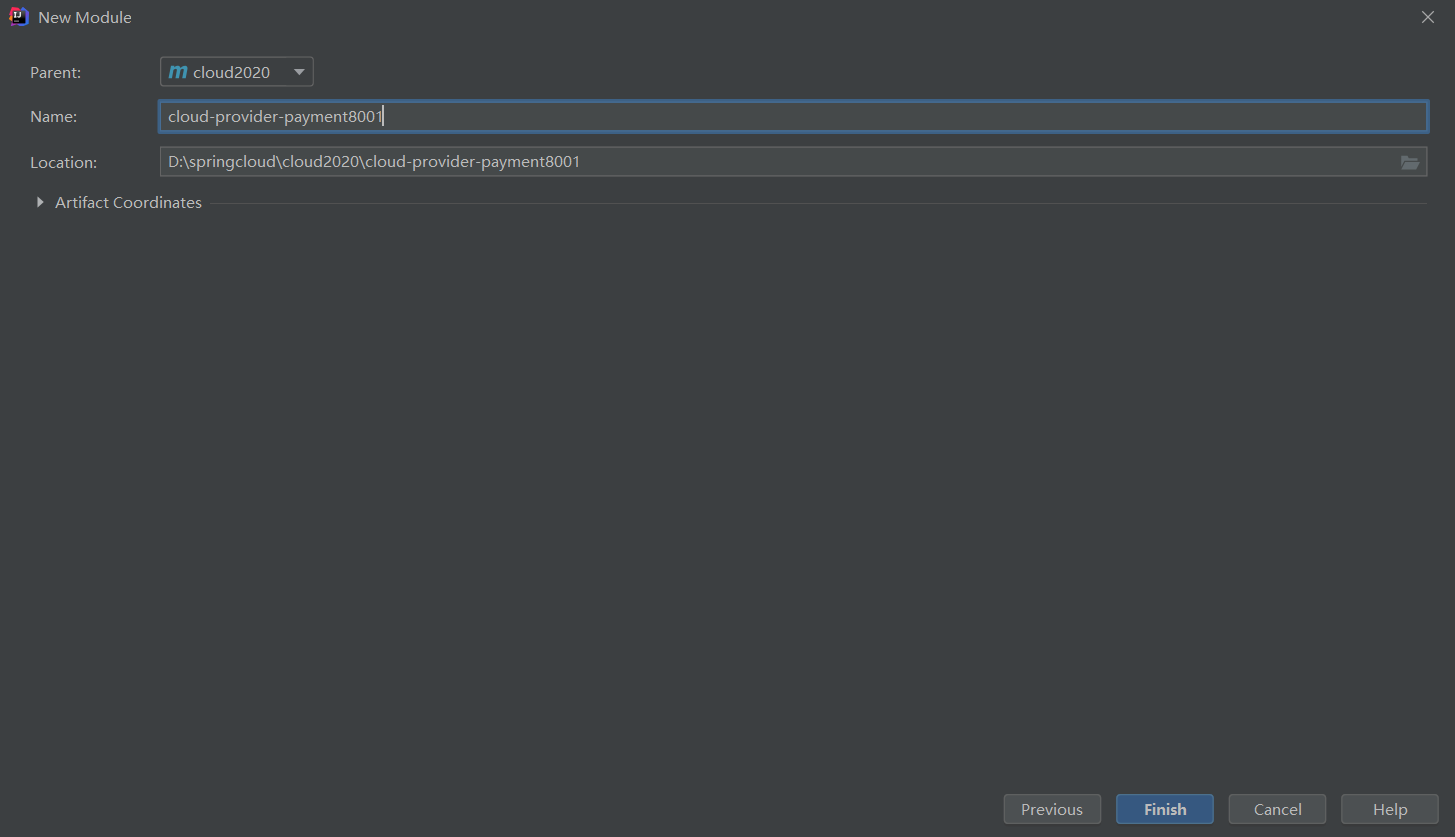 New Module
Parent:
m cloud2020
Name:
cloud-provider-payment8001
Location:
D:\springcloud\cloud2020\cloud-provider-payment8001
Artifact Coordinates
Previous
Finish
Cancel
Help